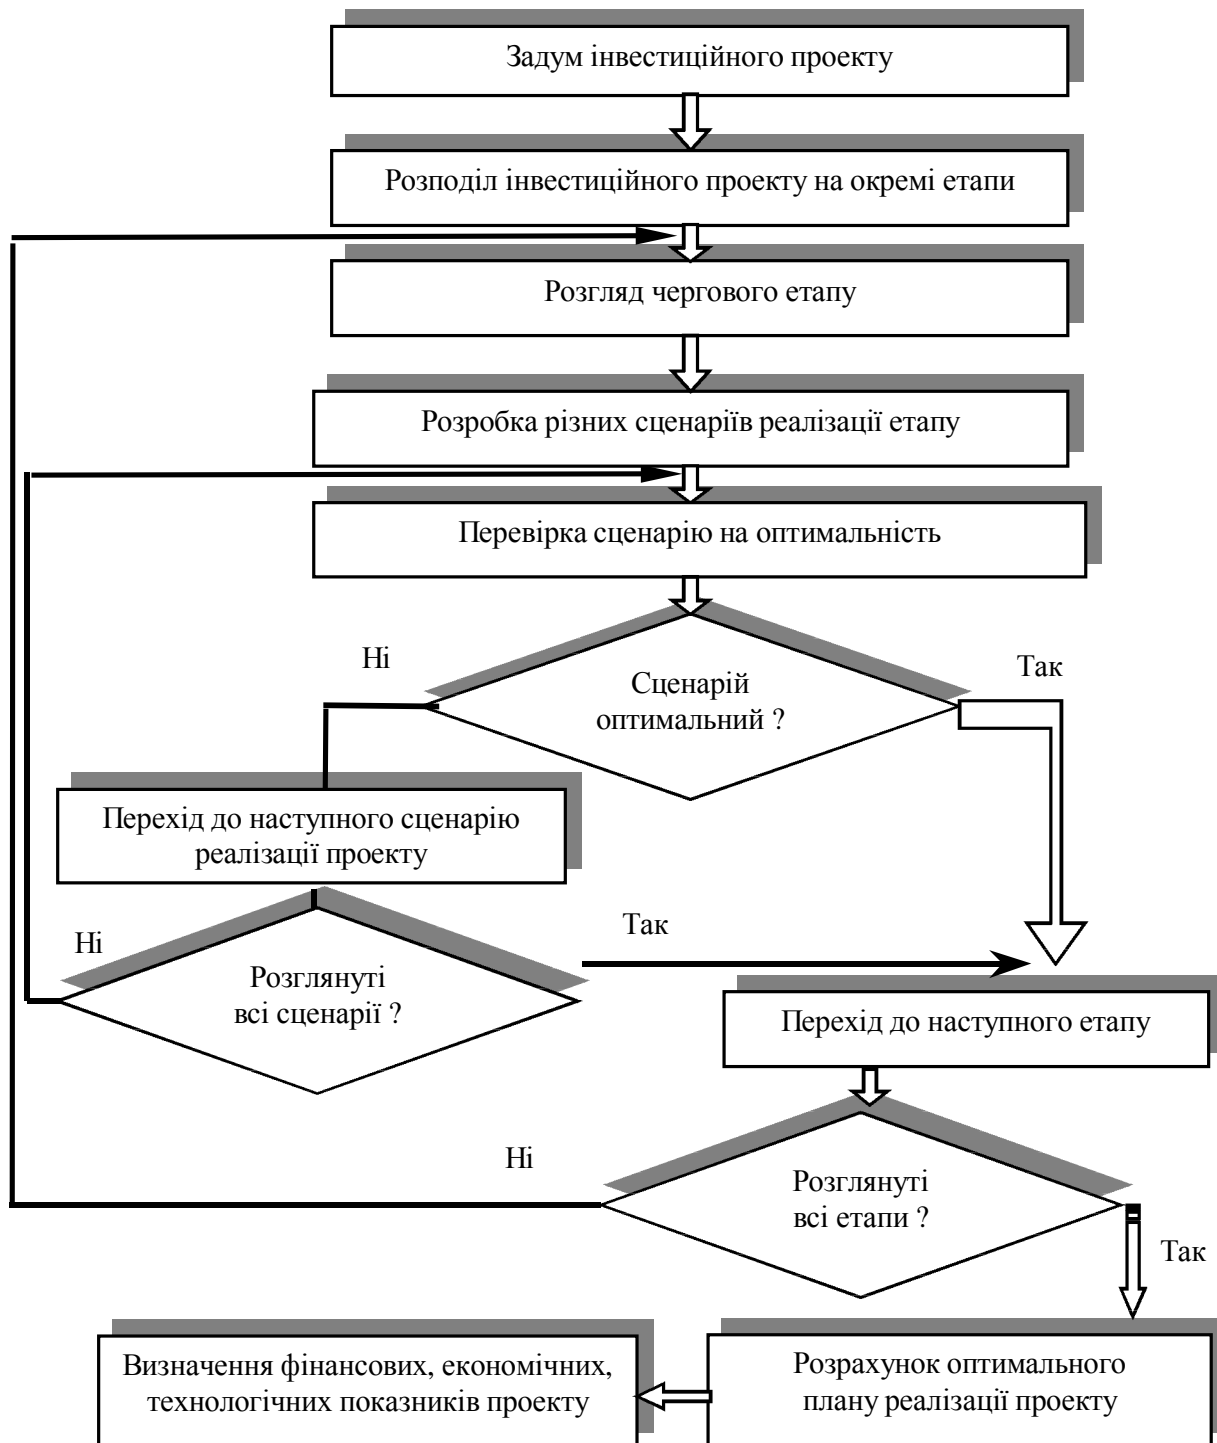 Задум інвестиційного проекту
Розподіл інвестиційного проекту на окремі етапи
Розгляд чергового етапу
Розробка різних сценаріїв реалізації етапу
Перевірка сценарію на оптимальність
Ні
Так
Сценарій
оптимальний ?
Перехід до наступного сценарію
реалізації проекту
Ні
Так
Розглянуті
всі сценарії ?
Перехід до наступного етапу
Ні
Розглянуті
всі етапи ?
Так
Визначення фінансових, економічних,
технологічних показників проекту
Розрахунок оптимального
плану реалізації проекту